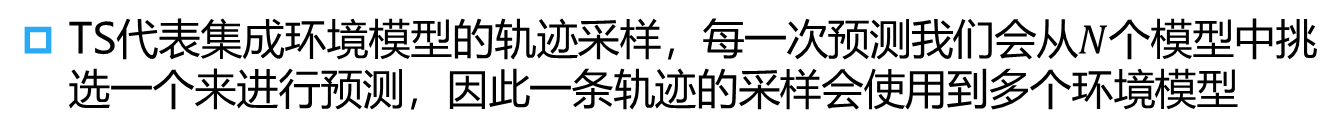 TS代表集成环境模型的轨迹采样，每一次预测我们会从N个模型中挑
选一个来进行预测，因此一条轨迹的采样会使用到多个环境模型